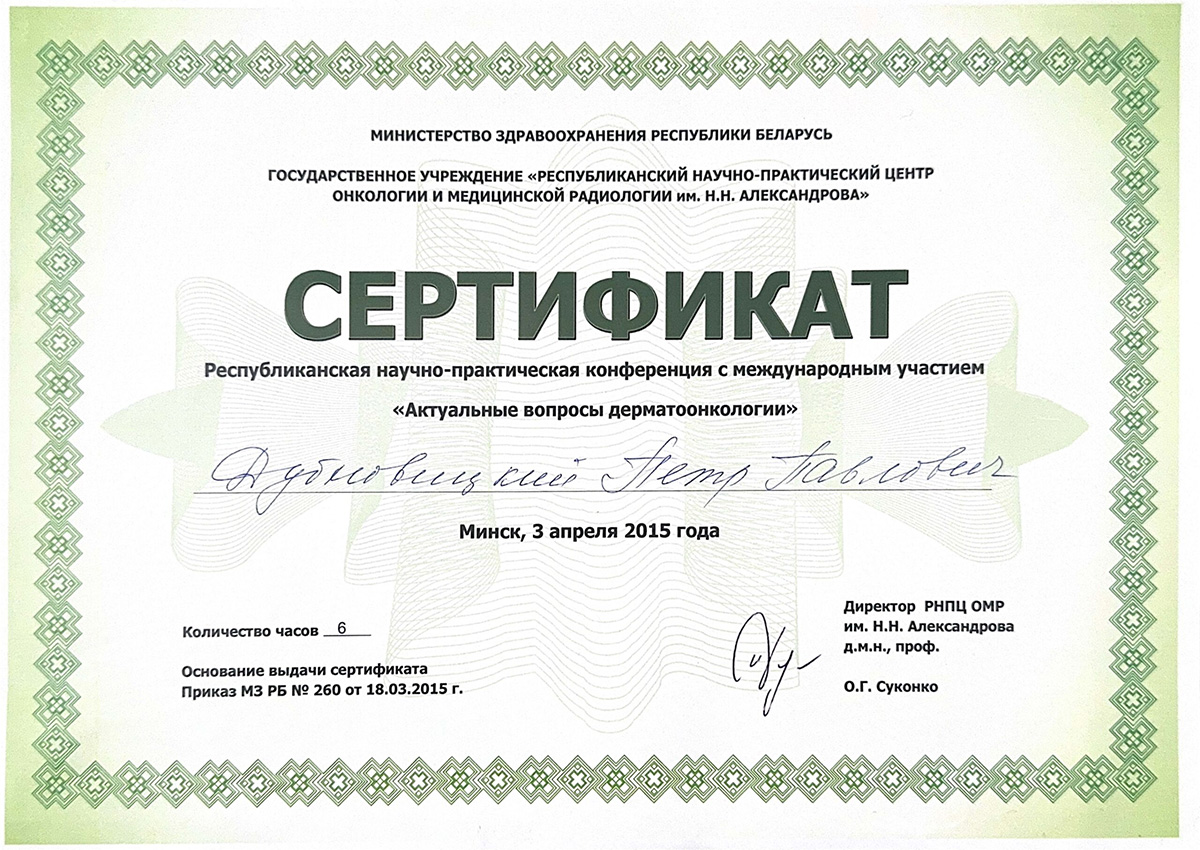 МИНИСТЕРСТВО ЗДРАВООХРАНЕНИЯ РЕСПУБЛИКИ БЕЛАРУСЬ
ГОСУДАРСТВЕННОЕ УЧРЕЖДЕНИЕ «РЕСПУБЛИКАНСКИЙ НАУЧНО-ПРАКТИЧЕСКИЙ ЦЕНТР
ОНКОЛОГИИ И МЕДИЦИНСКОЙ РАДИОЛОГИИ им. Н.Н. АЛЕКСАНДРОВА»
СЕРТИФИКАТ
Республиканская научно-практическая конференция с международным участием
«Актуальные вопросы дерматоонкологии»
Дубновицкий Петр Павлович
Минск, 3 апреля 2015 года
Количество часов 6
Основание выдачи сертификата
Приказ МЗ РБ № 260 от 18.03.2015 г.
Директор РНПЦ ОМР
им. Н.Н. Александрова
д.м.н., проф.
О.Г. Суконко